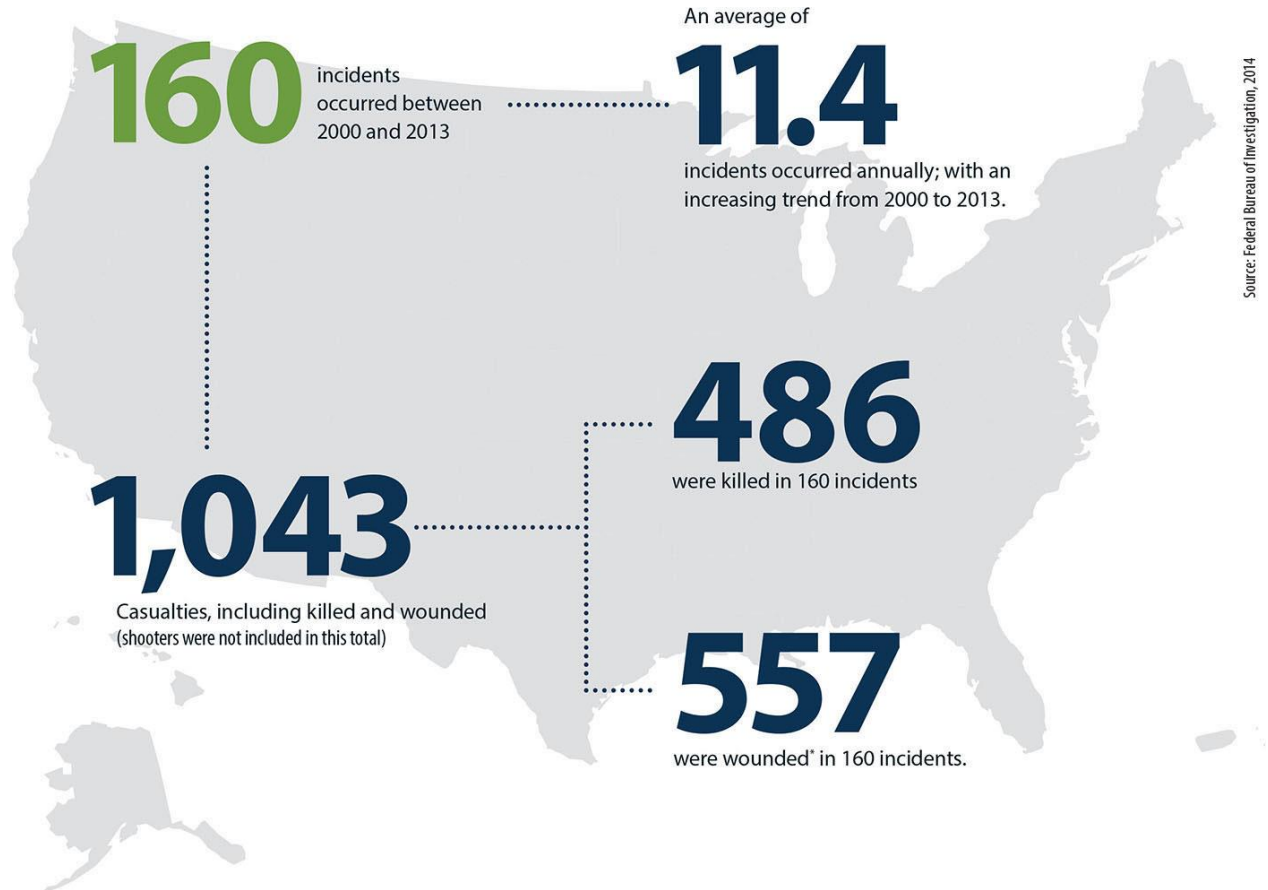 160
incidents
occurred between
2000 and 2013
An average of
11.4
incidents occurred annually; with an
increasing trend from 2000 to 2013.
1,043
Casualties, including killed and wounded
(shooters were not included in this total)
486
were killed in 160 incidents
557
were wounded* in 160 incidents.
Source: Federal Bureau of Investigation, 2014